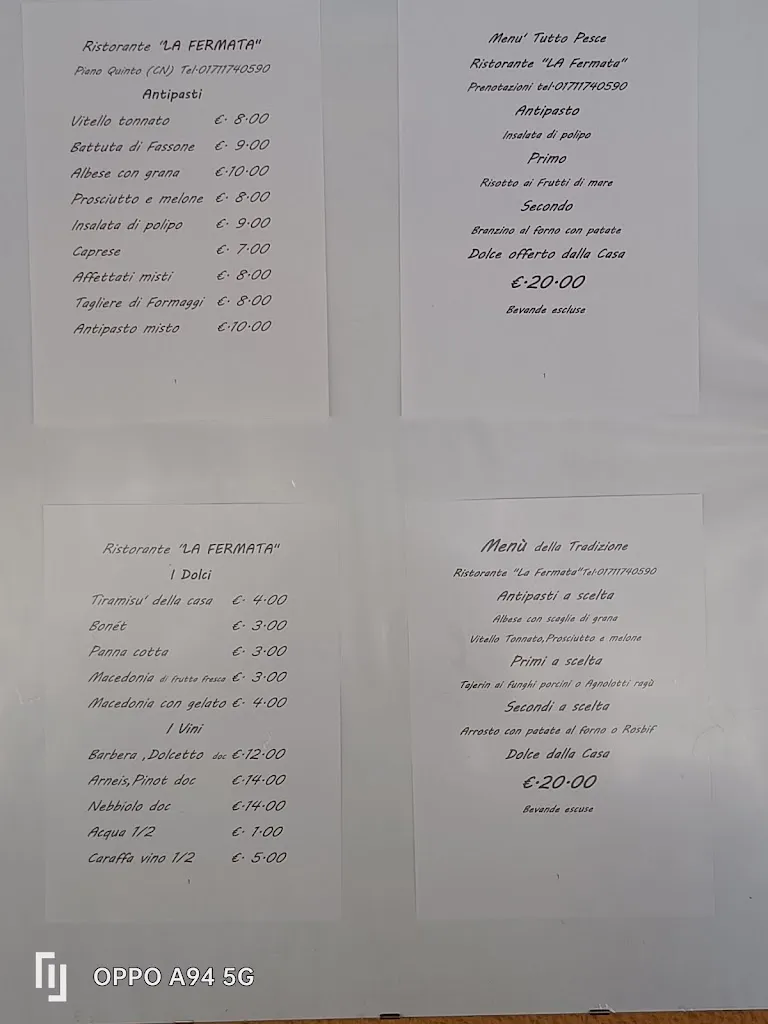 Ristorante "LA FERMATA"
Piano Quinto (CN) Tel·01711740590
Antipasti
Vitello tonnato €· 8·00
Battuta di Fassone €· 9·00
Albese con grana €·10·00
Prosciutto e melone €· 8·00
Insalata di polipo €· 9·00
Caprese €· 7·00
Affettati misti €· 8·00
Tagliere di Formaggi €· 8·00
Antipasto misto €·10·00
1
Menu' Tutto Pesce
Ristorante "LA Fermata"
Prenotazioni tel·01711740590
Antipasto
Insalata di polipo
Primo
Risotto ai Frutti di mare
Secondo
Branzino al forno con patate
Dolce offerto dalla Casa
€·20·00
Bevande escluse
1
Ristorante "LA FERMATA"
I Dolci
Tiramisu' della casa €· 4·00
Bonét €· 3·00
Panna cotta €· 3·00
Macedonia di frutta fresca €· 3·00
Macedonia con gelato €· 4·00
I Vini
Barbera ,Dolcetto doc €·12·00
Arneis,Pinot doc €·14·00
Nebbiolo doc €·14·00
Acqua 1/2 €· 1·00
Caraffa vino 1/2 €· 5·00
1
Menù della Tradizione
Ristorante "La Fermata"Tel·01711740590
Antipasti a scelta
Albese con scaglie di grana
Vitello Tonnato,Prosciutto e melone
Primi a scelta
Tajerin ai funghi porcini o Agnolotti ragù
Secondi a scelta
Arrosto con patate al forno o Rosbif
Dolce dalla Casa
€·20·00
Bevande escuse
1
OPPO A94 5G